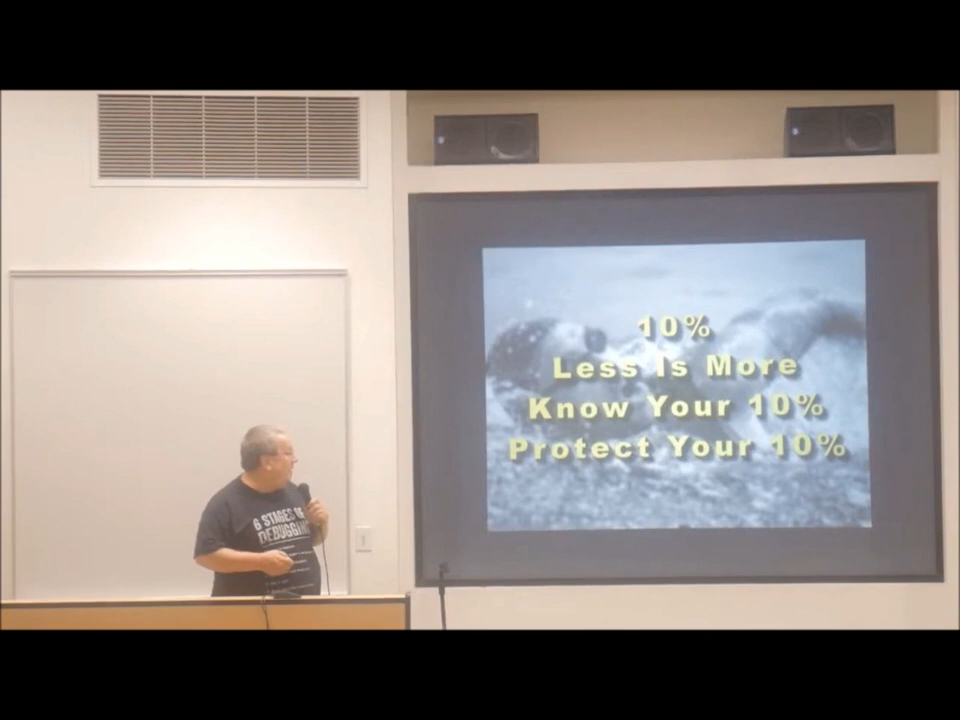 10%
Less Is More
Know Your 10%
Protect Your 10%
6 STAGES OF
DEBUGGING